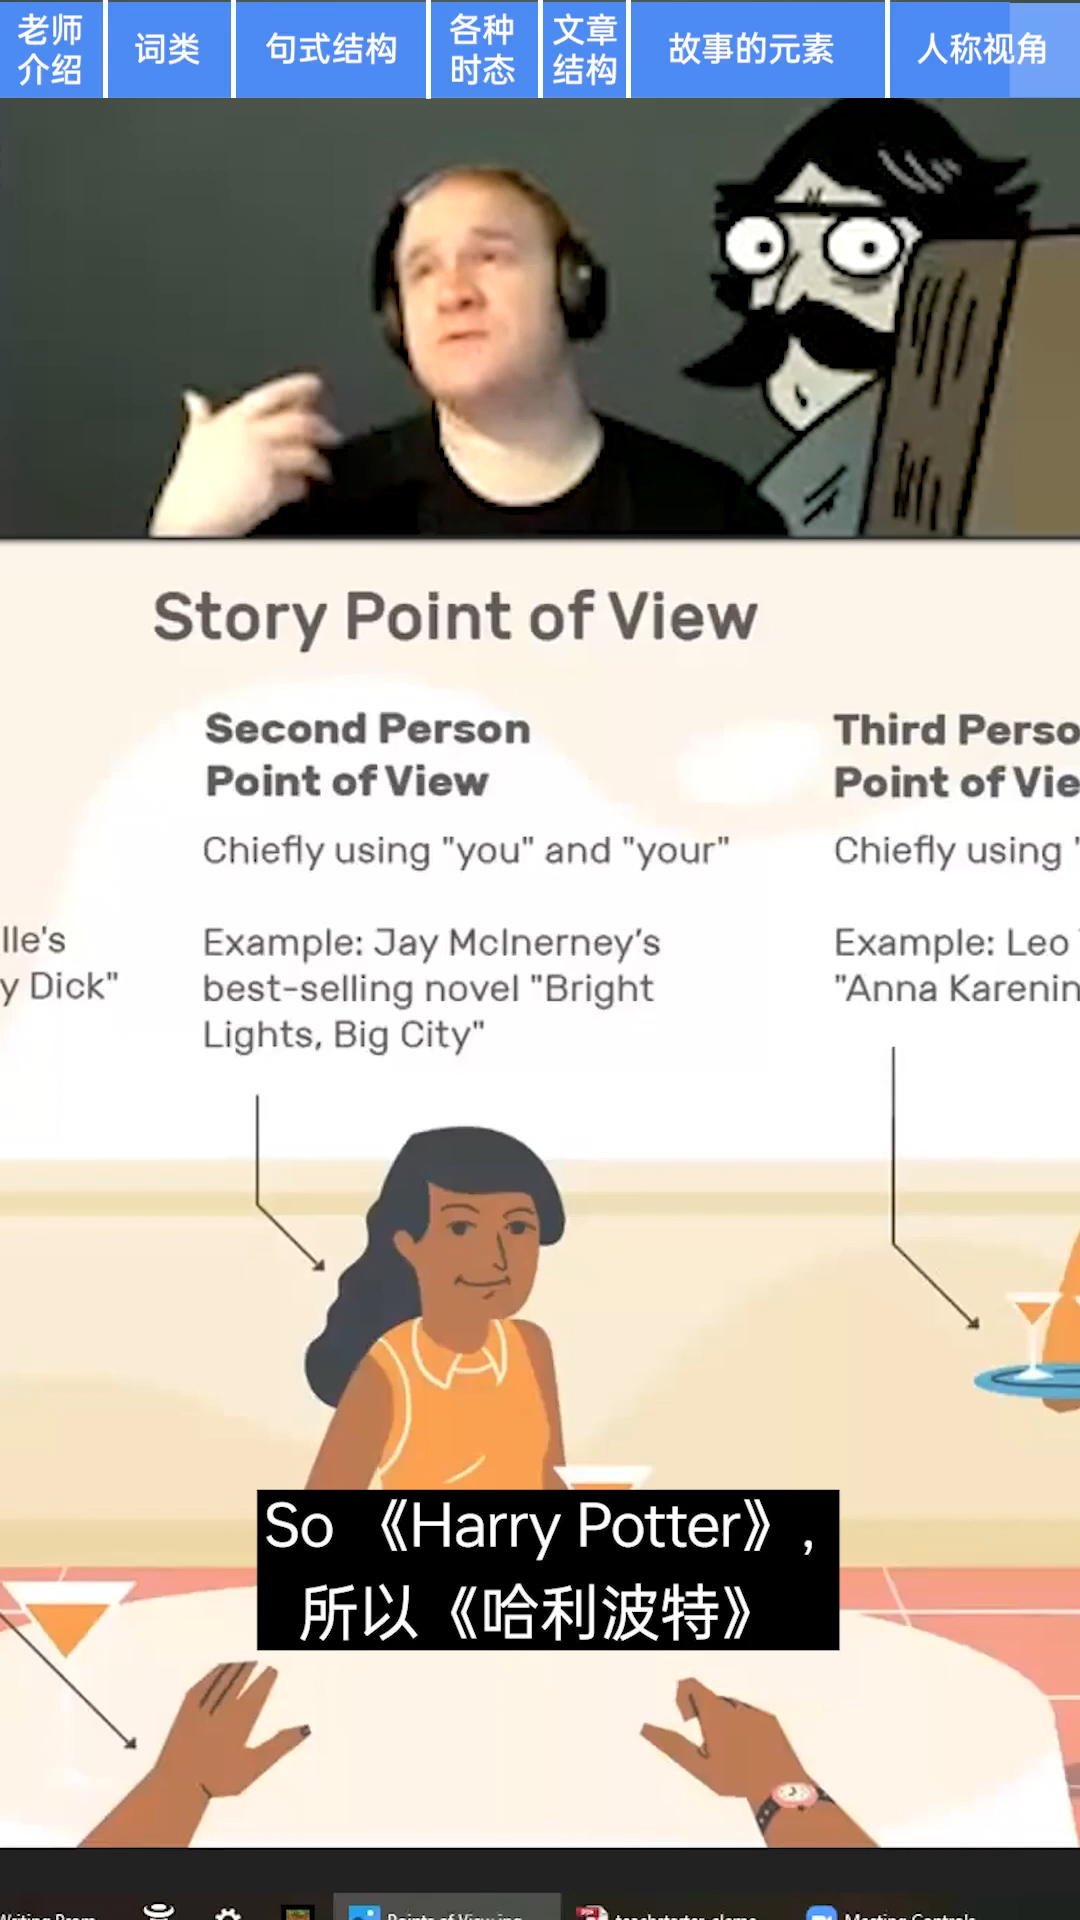 老师
介绍
词类
句式结构
各种
时态
文章
结构
故事的元素
人称视角
Story Point of View
Second Person
Point of View
Chiefly using "you" and "your"
Example: Jay McInerney's
best-selling novel "Bright
Lights, Big City"
Third Perso
Point of Vie
Chiefly using "
Example: Leo
"Anna Karenin
lle's
y Dick"
So 《Harry Potter》,
所以《哈利波特》